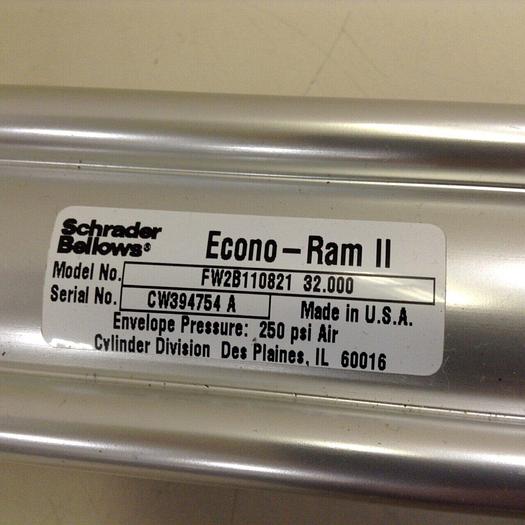 Schrader Bellows® Econo-Ram II
Model No. FW2B110821 32.000
Serial No. CW394754 A Made in U.S.A.
Envelope Pressure: 250 psi Air
Cylinder Division Des Plaines, IL 60016